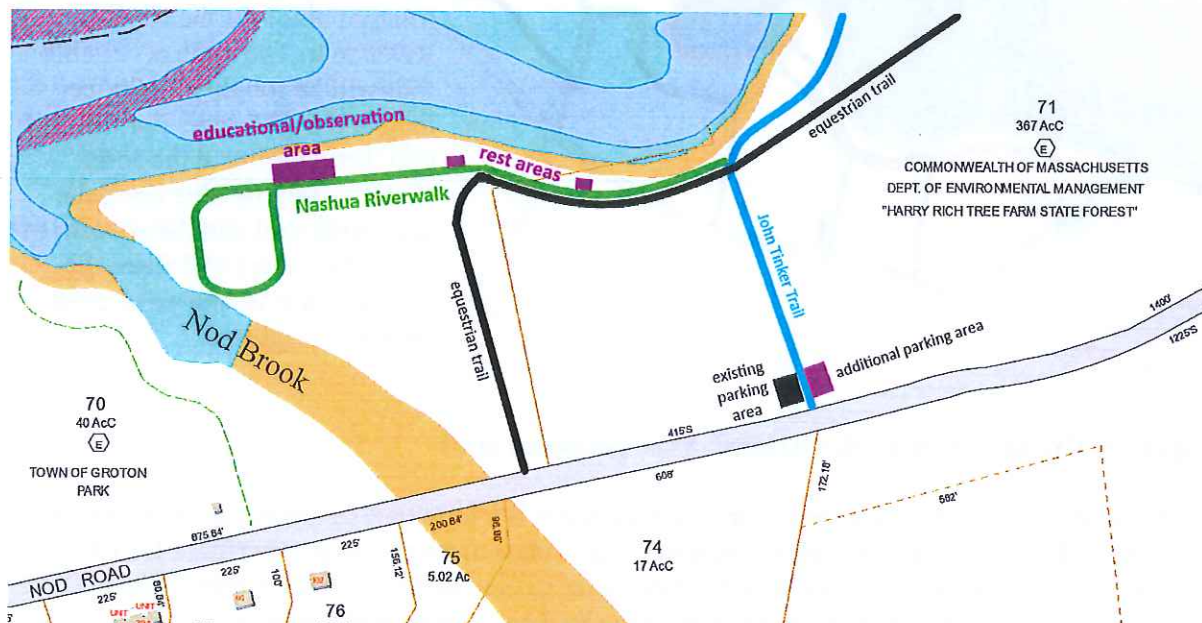 educational/observation
area
rest areas
Nashua Riverwalk
equestrian trail
71
367 AcC
E
COMMONWEALTH OF MASSACHUSETTS
DEPT. OF ENVIRONMENTAL MANAGEMENT
"HARRY RICH TREE FARM STATE FOREST"
John Tinker Trail
equestrian trail
Nod Brook
1400'
1225'S
additional parking area
existing
parking
area
70
40 AcC
E
TOWN OF GROTON
PARK
415'S
608'
172.18'
582'
875.84'
200.84'
NOD ROAD
225'
225'
225'
100'
156.12'
75
5.02 Ac
74
17 AcC
76
UNIT
UNIT